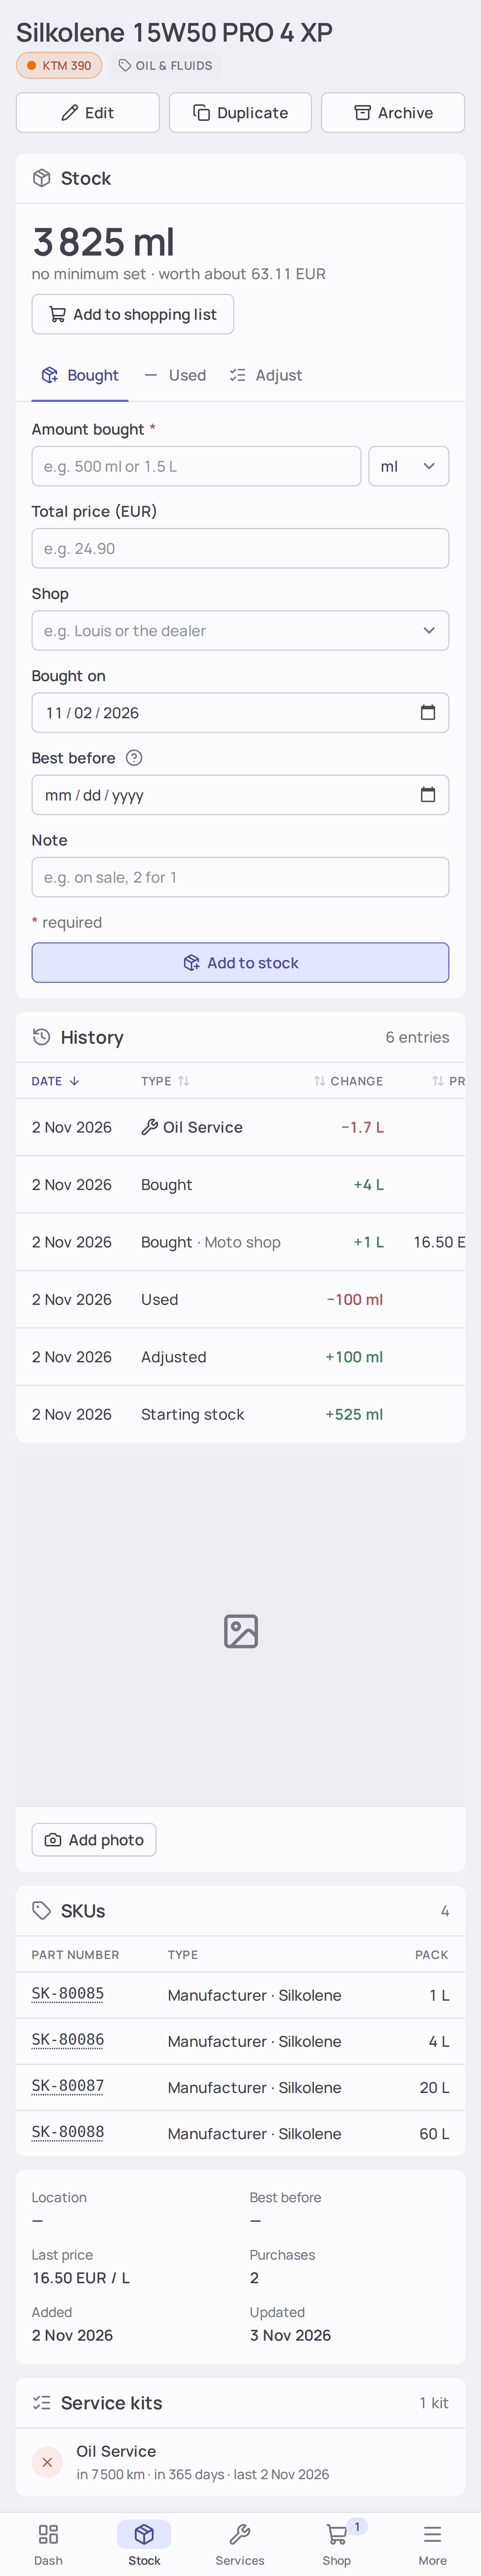 Silkolene 15W50 PRO 4 XP
KTM 390 OIL & FLUIDS
Edit Duplicate Archive
Stock
3 825 ml
no minimum set · worth about 63.11 EUR
Add to shopping list
Bought Used Adjust
Amount bought *
e.g. 500 ml or 1.5 L ml
Total price (EUR)
e.g. 24.90
Shop
e.g. Louis or the dealer
Bought on
11 / 02 / 2026
Best before
mm / dd / yyyy
Note
e.g. on sale, 2 for 1
* required
Add to stock
History 6 entries
DATE TYPE CHANGE PR
2 Nov 2026 Oil Service −1.7 L
2 Nov 2026 Bought +4 L
2 Nov 2026 Bought · Moto shop +1 L 16.50 E
2 Nov 2026 Used −100 ml
2 Nov 2026 Adjusted +100 ml
2 Nov 2026 Starting stock +525 ml
Add photo
SKUs 4
PART NUMBER TYPE PACK
SK-80085 Manufacturer · Silkolene 1 L
SK-80086 Manufacturer · Silkolene 4 L
SK-80087 Manufacturer · Silkolene 20 L
SK-80088 Manufacturer · Silkolene 60 L
Location Best before
— —
Last price Purchases
16.50 EUR / L 2
Added Updated
2 Nov 2026 3 Nov 2026
Service kits 1 kit
Oil Service
in 7 500 km · in 365 days · last 2 Nov 2026
1
Dash Stock Services Shop More